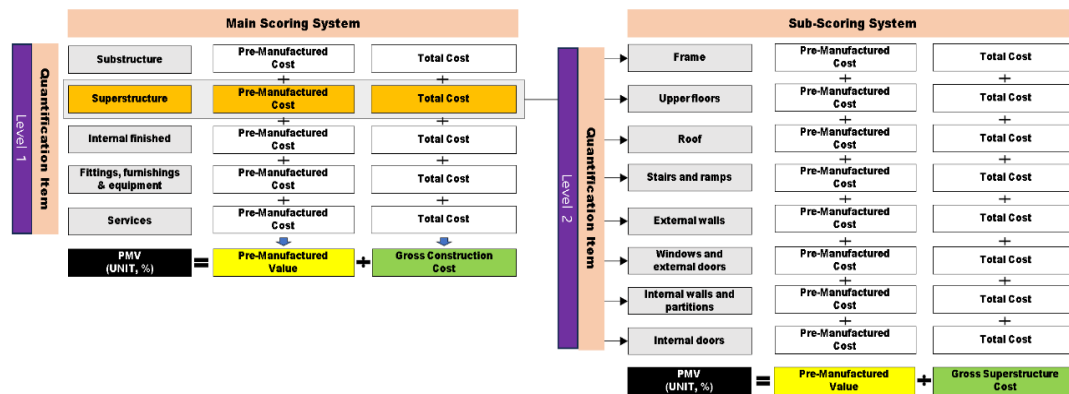 Main Scoring System
Level 1
Quantification Item
Substructure
Pre-Manufactured
Cost
Total Cost
+
+
Superstructure
Pre-Manufactured
Cost
Total Cost
+
+
Internal finished
Pre-Manufactured
Cost
Total Cost
+
+
Fittings, furnishings
& equipment
Pre-Manufactured
Cost
Total Cost
+
+
Services
Pre-Manufactured
Cost
Total Cost
PMV
(UNIT, %)
=
Pre-Manufactured
Value
+
Gross Construction
Cost
Sub-Scoring System
Level 2
Quantification Item
Frame
Pre-Manufactured
Cost
Total Cost
+
+
Upper floors
Pre-Manufactured
Cost
Total Cost
+
+
Roof
Pre-Manufactured
Cost
Total Cost
+
+
Stairs and ramps
Pre-Manufactured
Cost
Total Cost
+
+
External walls
Pre-Manufactured
Cost
Total Cost
+
+
Windows and
external doors
Pre-Manufactured
Cost
Total Cost
+
+
Internal walls and
partitions
Pre-Manufactured
Cost
Total Cost
+
+
Internal doors
Pre-Manufactured
Cost
Total Cost
PMV
(UNIT, %)
=
Pre-Manufactured
Value
+
Gross Superstructure
Cost